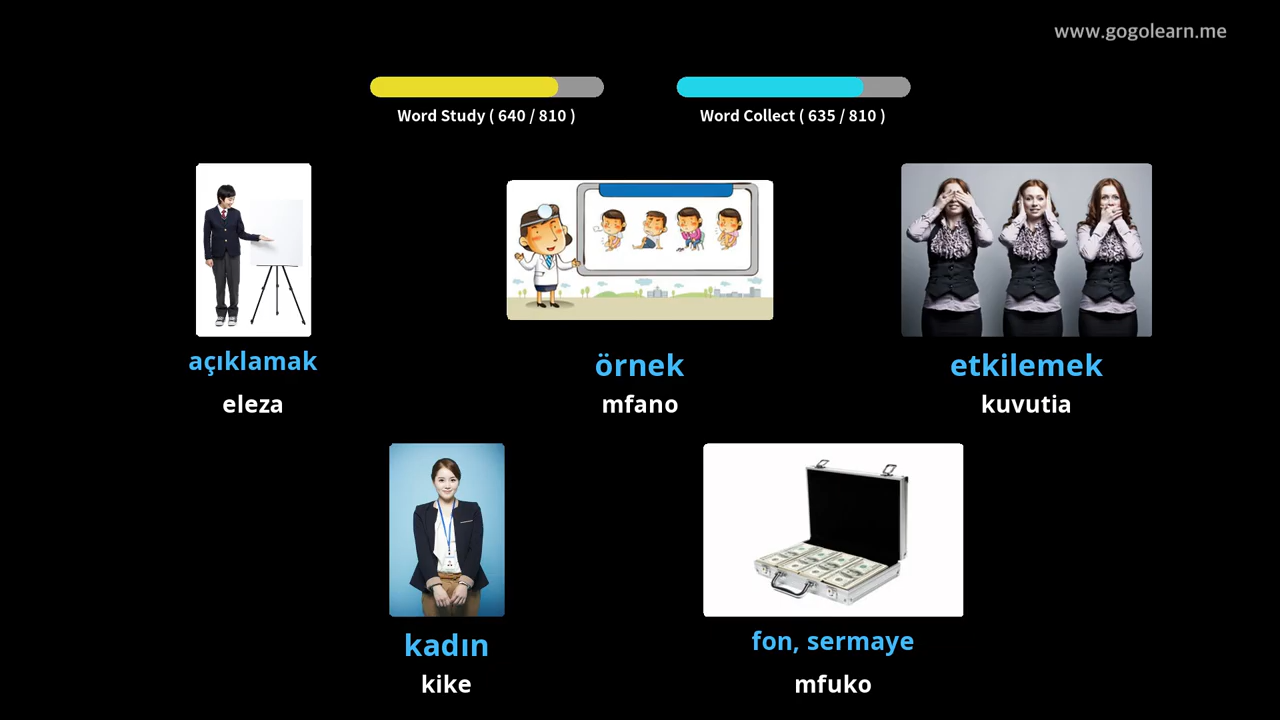 www.gogolearn.me
Word Study ( 640 / 810 )
Word Collect ( 635 / 810 )
açıklamak
eleza
örnek
mfano
etkilemek
kuvutia
kadın
kike
fon, sermaye
mfuko